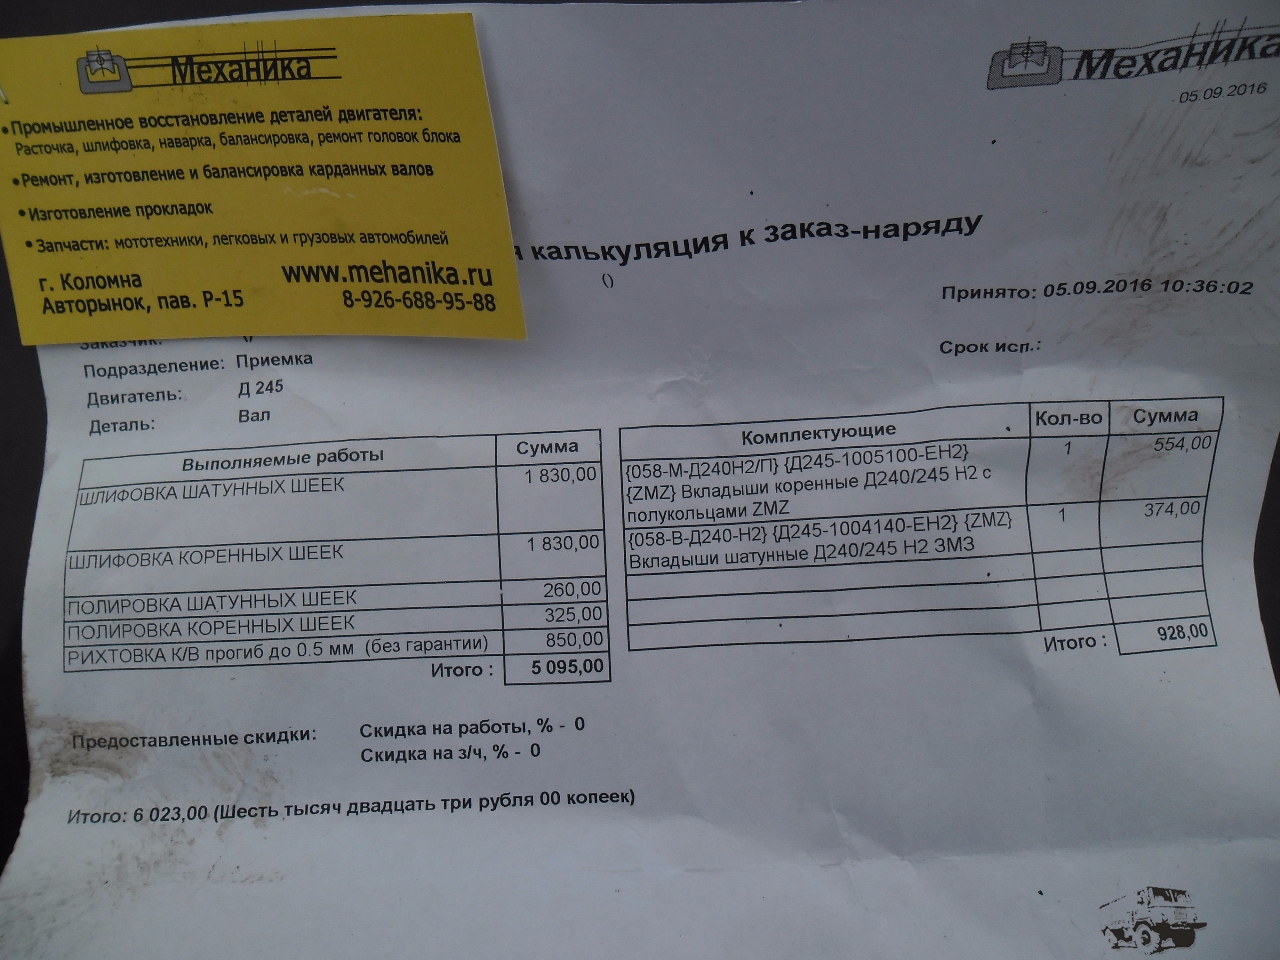 Механика
•Промышленное восстановление деталей двигателя:
Расточка, шлифовка, наварка, балансировка, ремонт головок блока
•Ремонт, изготовление и балансировка карданных валов
•Изготовление прокладок
•Запчасти: мототехники, легковых и грузовых автомобилей
г. Коломна
Авторынок, пав. Р-15
www.mehanika.ru
8-926-688-95-88
Механика
05.09.2016
калькуляция к заказ-наряду
()
Принято: 05.09.2016 10:36:02
Срок исп.:
Заказчик: ()
Подразделение: Приемка
Двигатель: Д 245
Деталь: Вал
Выполняемые работы Сумма
ШЛИФОВКА ШАТУННЫХ ШЕЕК 1 830,00
ШЛИФОВКА КОРЕННЫХ ШЕЕК 1 830,00
ПОЛИРОВКА ШАТУННЫХ ШЕЕК 260,00
ПОЛИРОВКА КОРЕННЫХ ШЕЕК 325,00
РИХТОВКА К/В прогиб до 0.5 мм (без гарантии) 850,00
Итого : 5 095,00
Комплектующие Кол-во Сумма
{058-М-Д240Н2/П} {Д245-1005100-ЕН2} 1 554,00
{ZMZ} Вкладыши коренные Д240/245 Н2 с
полукольцами ZMZ
{058-В-Д240-Н2} {Д245-1004140-ЕН2} {ZMZ} 1 374,00
Вкладыши шатунные Д240/245 Н2 ЗМЗ
Итого : 928,00
Предоставленные скидки: Скидка на работы, % - 0
Скидка на з/ч, % - 0
Итого: 6 023,00 (Шесть тысяч двадцать три рубля 00 копеек)